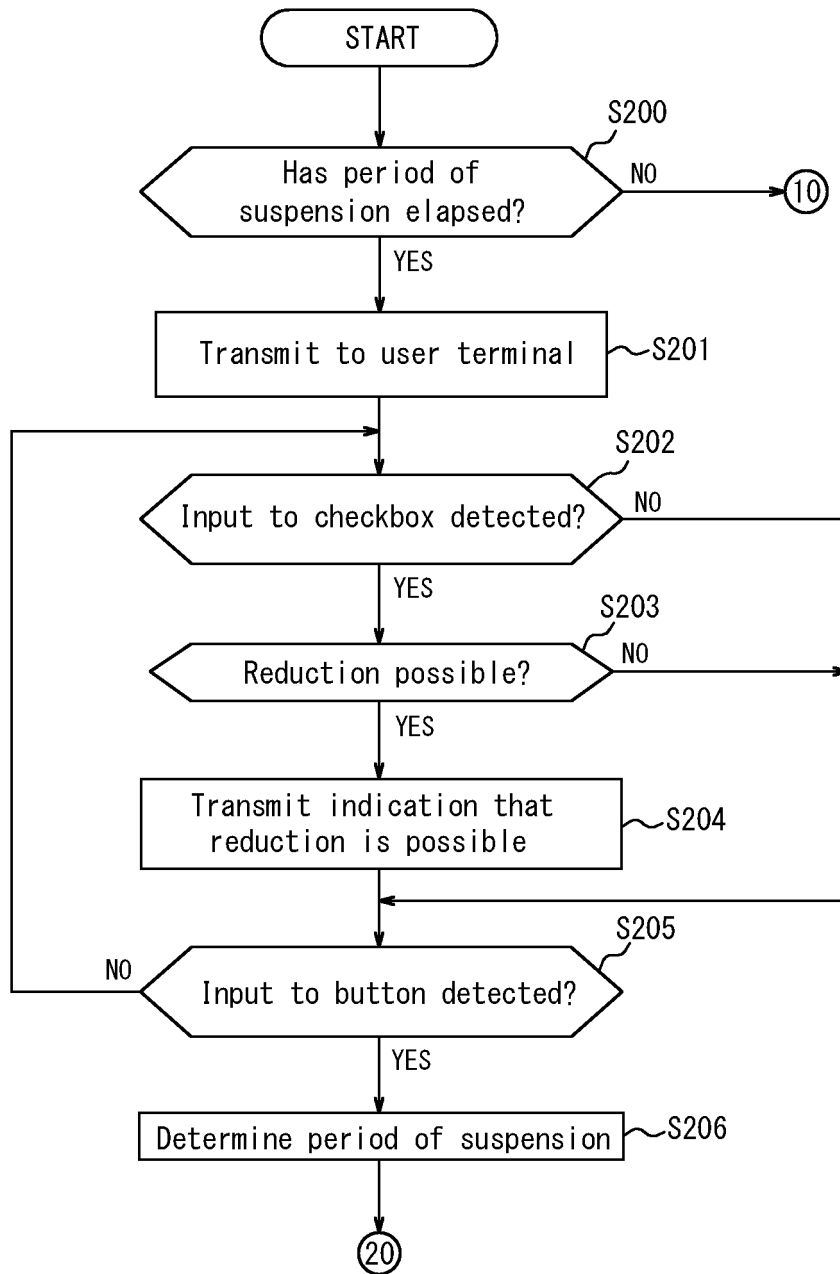 START
S200
Has period of
suspension elapsed?
NO
10
YES
Transmit to user terminal
S201
S202
Input to checkbox detected?
NO
YES
S203
Reduction possible?
NO
YES
Transmit indication that
reduction is possible
S204
S205
NO
Input to button detected?
YES
Determine period of suspension
S206
20